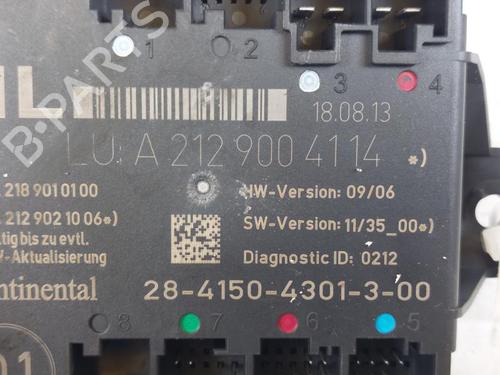 1 2
3 4
IL 18.08.13
LU: A 212 900 41 14 *)
218 901 01 00 HW-Version: 09/06
212 902 10 06*) SW-Version: 11/35_00*)
tig bis zu evtl.
-Aktualisierung Diagnostic ID: 0212
ntinental 28-4150-4301-3-00
8 7 6 5
01
B-PARTS